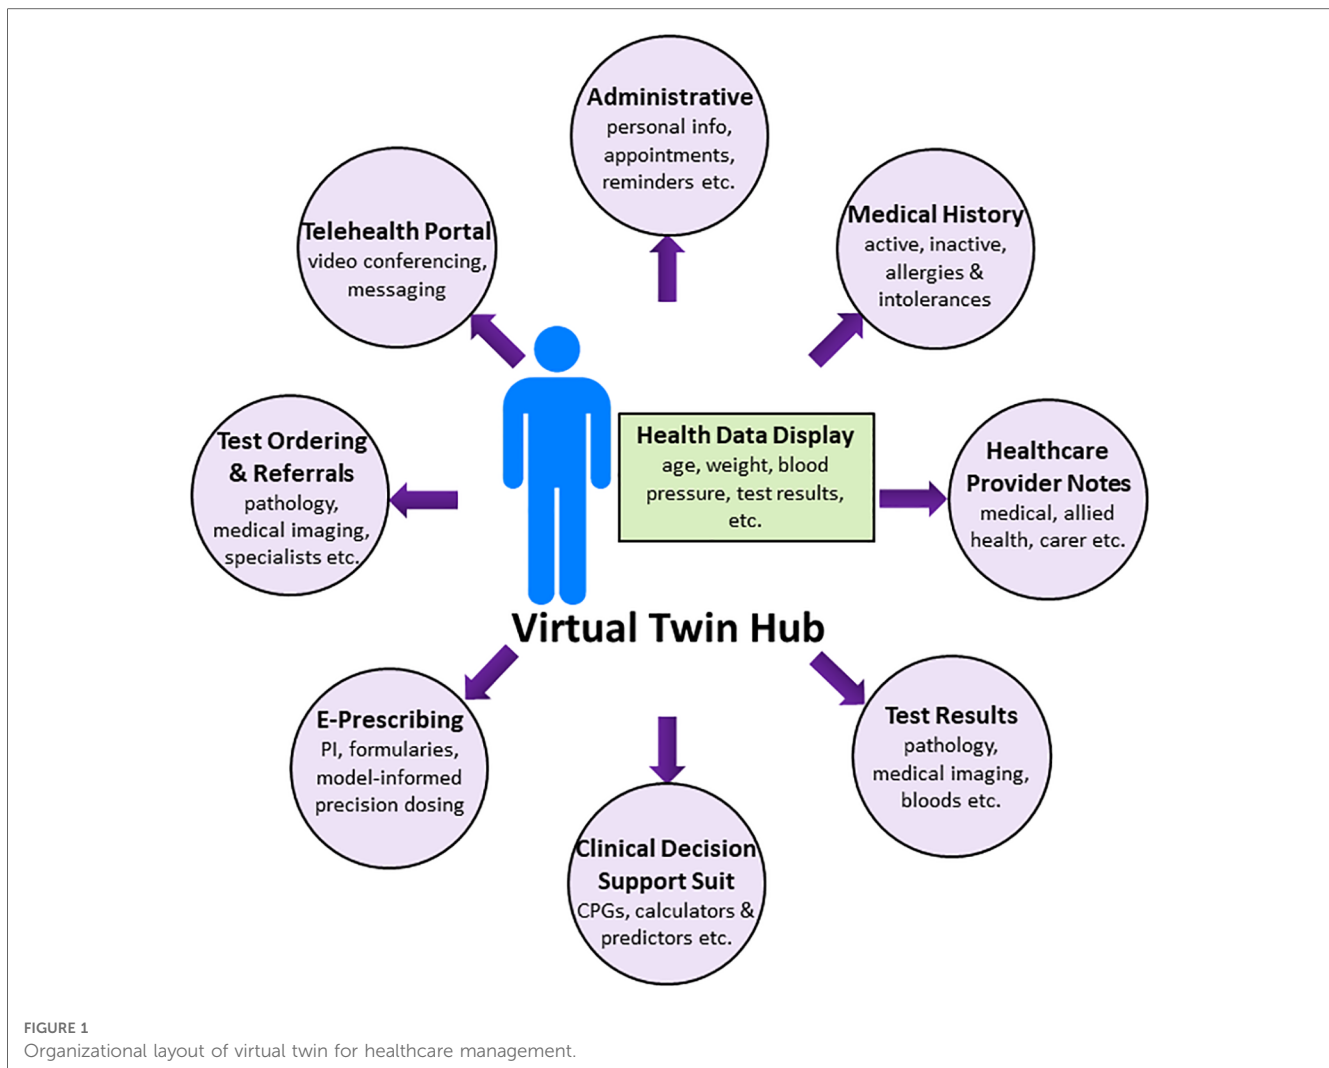 Administrative
personal info,
appointments,
reminders etc.
Telehealth Portal
video conferencing,
messaging
Medical History
active, inactive,
allergies &
intolerances
Test Ordering
& Referrals
pathology,
medical imaging,
specialists etc.
Health Data Display
age, weight, blood
pressure, test results,
etc.
Healthcare
Provider Notes
medical, allied
health, carer etc.
Virtual Twin Hub
E-Prescribing
PI, formularies,
model-informed
precision dosing
Test Results
pathology,
medical imaging,
bloods etc.
Clinical Decision
Support Suit
CPGs, calculators &
predictors etc.
FIGURE 1
Organizational layout of virtual twin for healthcare management.